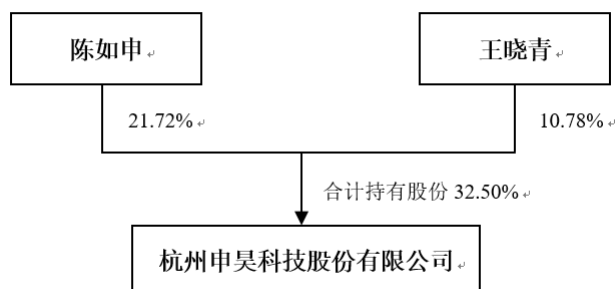 陈如申
王晓青
21.72%
10.78%
合计持有股份 32.50%
杭州申昊科技股份有限公司